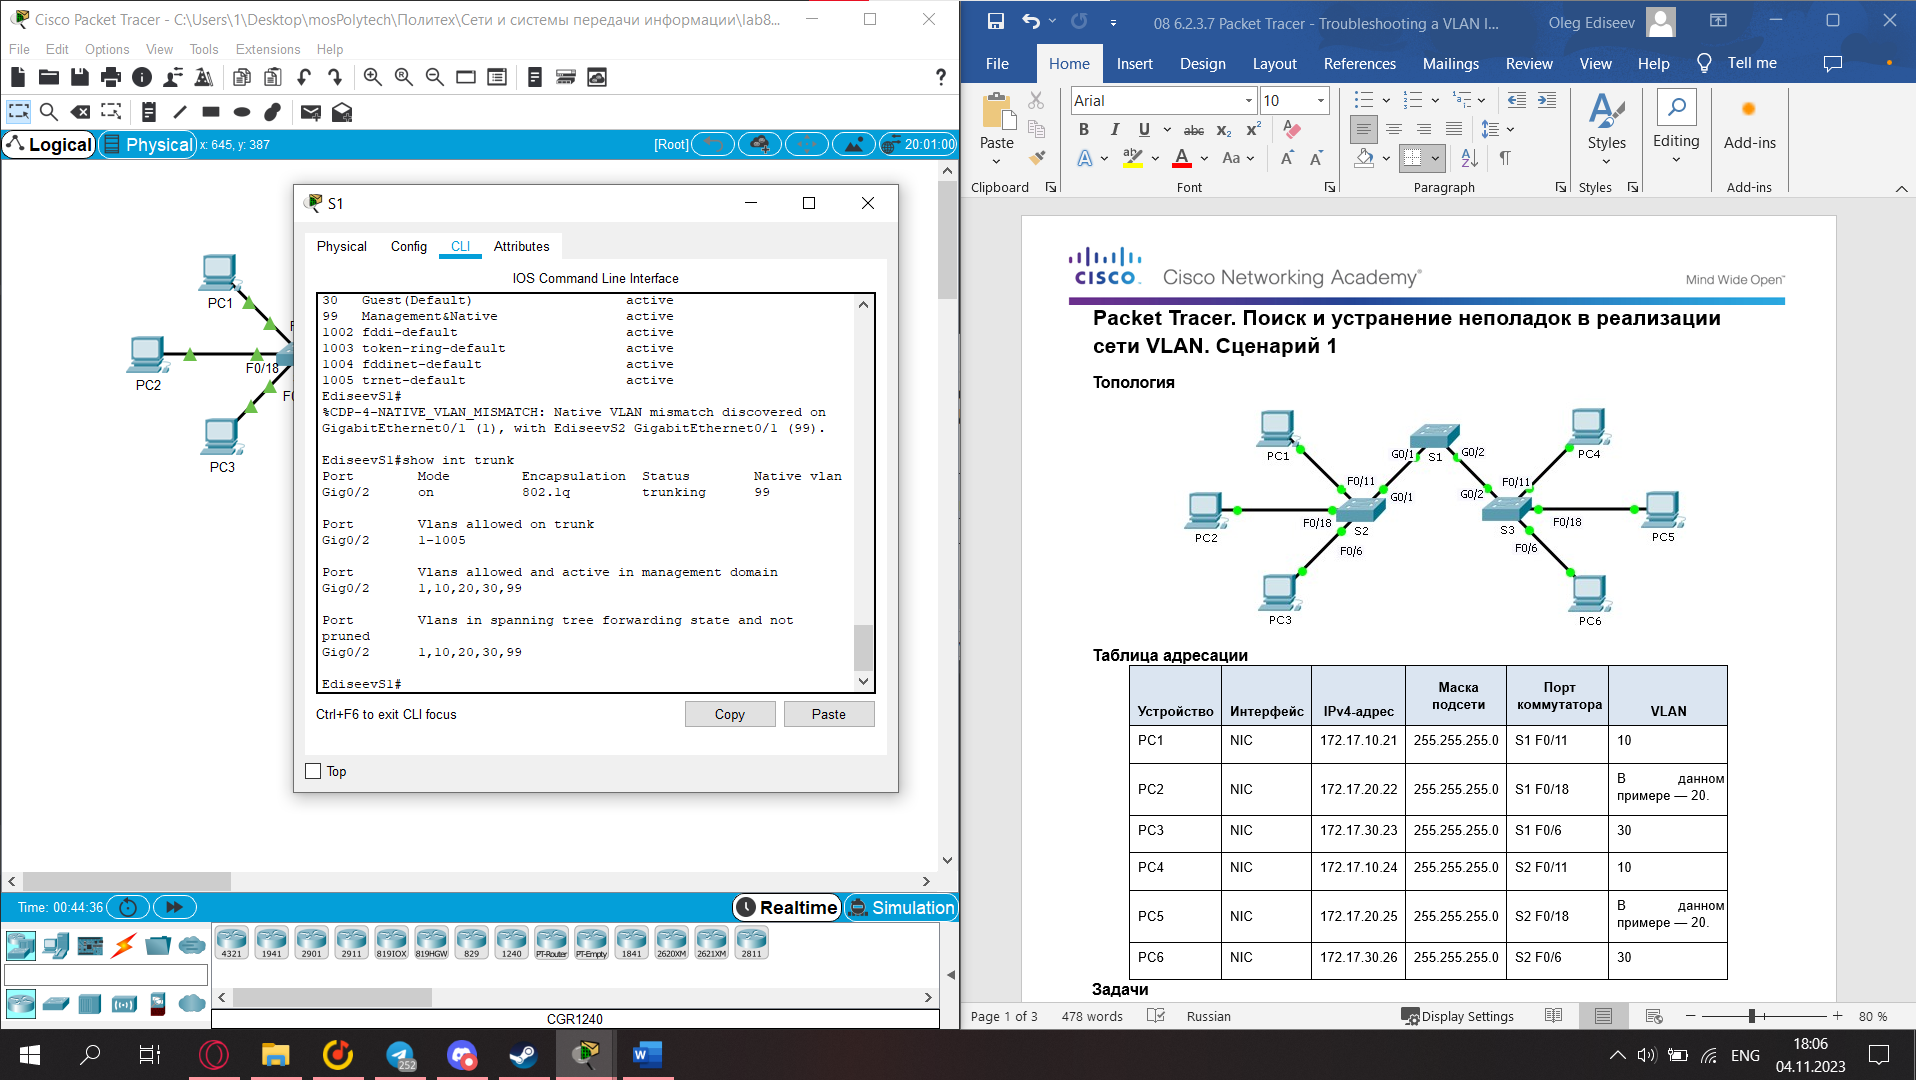 Cisco Packet Tracer - C:\Users\1\Desktop\mosPolytech\Политех\Сети и системы передачи информации\lab8...
File Edit Options View Tools Extensions Help
?
Logical Physical x: 645, y: 387 [Root] 20:01:00
PC1
PC2
F0/18
PC3
S1
Physical Config CLI Attributes
IOS Command Line Interface
30 Guest(Default) active
99 Management&Native active
1002 fddi-default active
1003 token-ring-default active
1004 fddinet-default active
1005 trnet-default active
EdiseevS1#
%CDP-4-NATIVE_VLAN_MISMATCH: Native VLAN mismatch discovered on
GigabitEthernet0/1 (1), with EdiseevS2 GigabitEthernet0/1 (99).
EdiseevS1#show int trunk
Port Mode Encapsulation Status Native vlan
Gig0/2 on 802.1q trunking 99
Port Vlans allowed on trunk
Gig0/2 1-1005
Port Vlans allowed and active in management domain
Gig0/2 1,10,20,30,99
Port Vlans in spanning tree forwarding state and not
pruned
Gig0/2 1,10,20,30,99
EdiseevS1#
Ctrl+F6 to exit CLI focus Copy Paste
Top
Time: 00:44:36 Realtime Simulation
4321 1941 2901 2911 819IOX 819HGW 829 1240 PT-Router PT-Empty 1841 2620XM 2621XM 2811
CGR1240
08 6.2.3.7 Packet Tracer - Troubleshooting a VLAN I... Oleg Ediseev
File Home Insert Design Layout References Mailings Review View Help Tell me
Paste Arial 10 Styles Editing Add-ins
B I U abc x₂ x² A
A ab A Aa A A
Clipboard Font Paragraph Styles Add-ins
CISCO. Cisco Networking Academy® Mind Wide Open™
Packet Tracer. Поиск и устранение неполадок в реализации
сети VLAN. Сценарий 1
Топология
PC1 G0/1 S1 G0/2 PC4
F0/11 G0/1 G0/2 F0/11
PC2 F0/18 S2 S3 F0/18 PC5
F0/6 F0/6
PC3 PC6
Таблица адресации
Устройство Интерфейс IPv4-адрес Маска подсети Порт коммутатора VLAN
PC1 NIC 172.17.10.21 255.255.255.0 S1 F0/11 10
PC2 NIC 172.17.20.22 255.255.255.0 S1 F0/18 В данном примере — 20.
PC3 NIC 172.17.30.23 255.255.255.0 S1 F0/6 30
PC4 NIC 172.17.10.24 255.255.255.0 S2 F0/11 10
PC5 NIC 172.17.20.25 255.255.255.0 S2 F0/18 В данном примере — 20.
PC6 NIC 172.17.30.26 255.255.255.0 S2 F0/6 30
Задачи
Page 1 of 3 478 words Russian Display Settings 80 %
252 ENG 18:06
04.11.2023